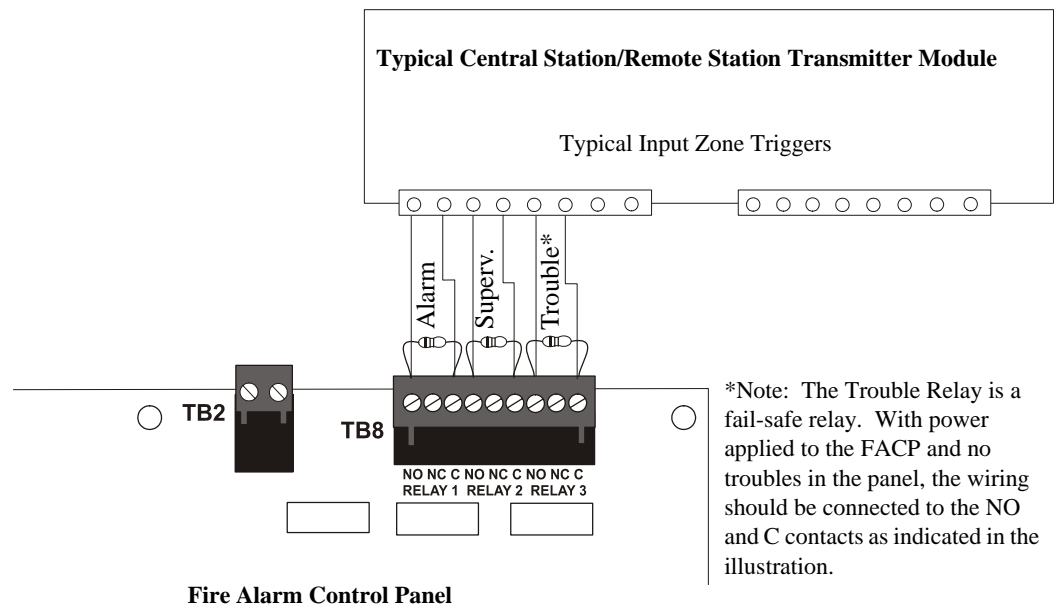 Typical Central Station/Remote Station Transmitter Module
Typical Input Zone Triggers
Alarm
Superv.
Trouble*
TB2
TB8
NO NC C NO NC C NO NC C
RELAY 1 RELAY 2 RELAY 3
*Note: The Trouble Relay is a
fail-safe relay. With power
applied to the FACP and no
troubles in the panel, the wiring
should be connected to the NO
and C contacts as indicated in the
illustration.
Fire Alarm Control Panel